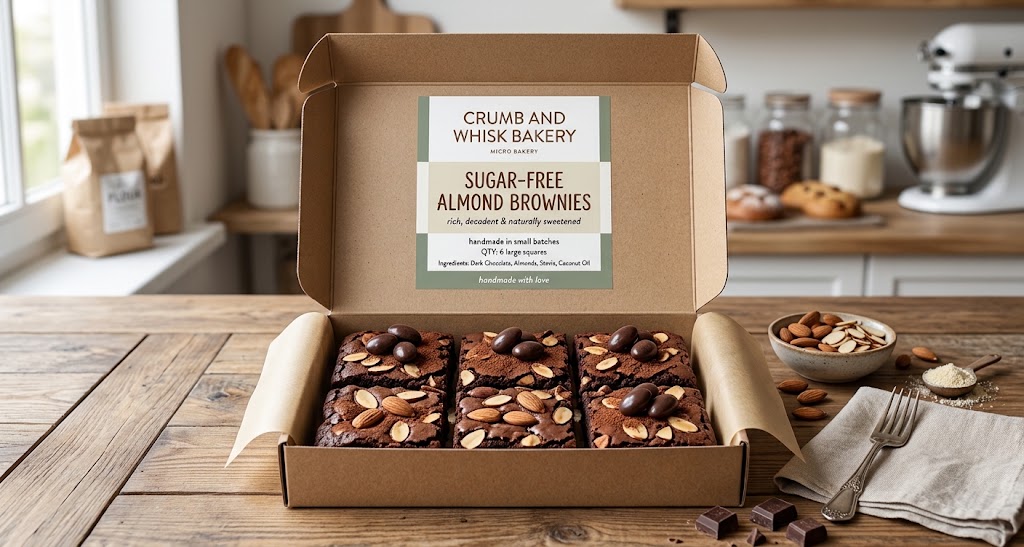 CRUMB AND
WHISK BAKERY
MICRO BAKERY
SUGAR-FREE
ALMOND BROWNIES
rich, decadent & naturally sweetened
handmade in small batches
QTY: 6 large squares
Ingredients: Dark Chocolate, Almonds, Stevia, Coconut Oil
handmade with love